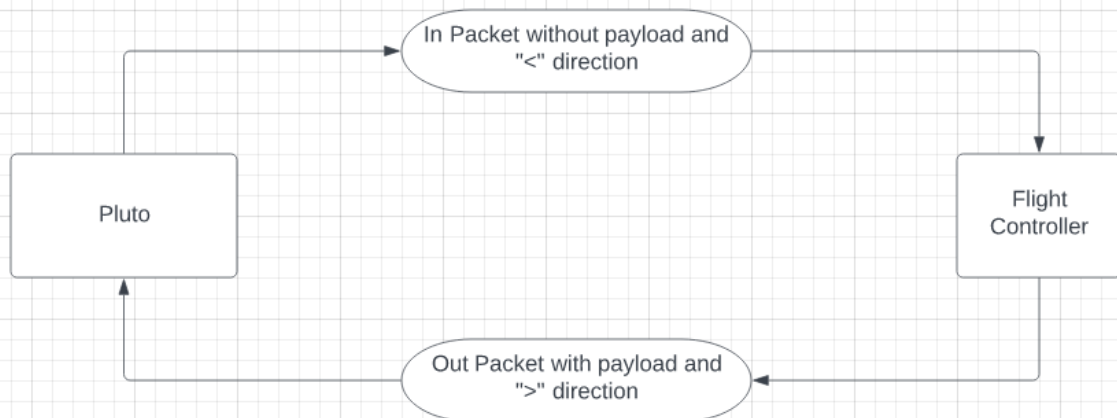 In Packet without payload and
"<" direction
Pluto
Flight
Controller
Out Packet with payload and
">" direction